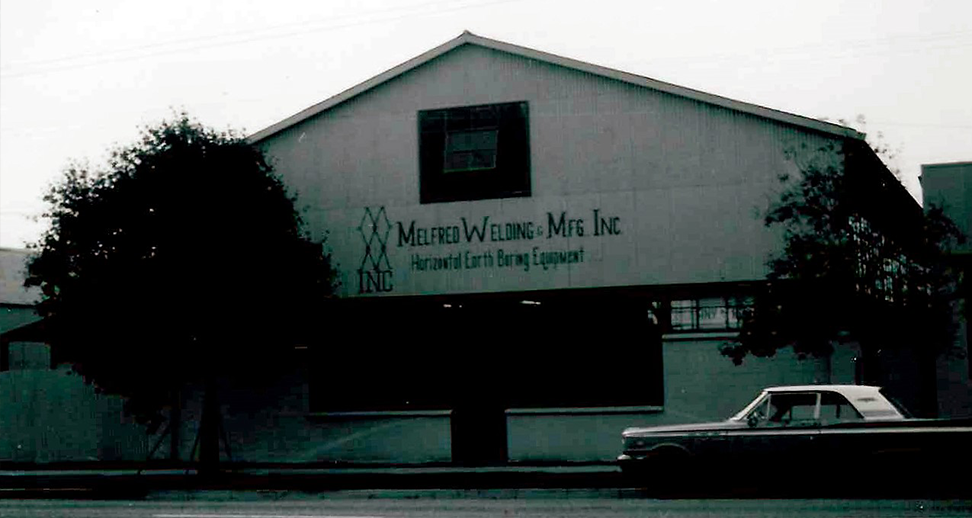 MELFRED WELDING & MFG. INC.
Horizontal Earth Boring Equipment
INC